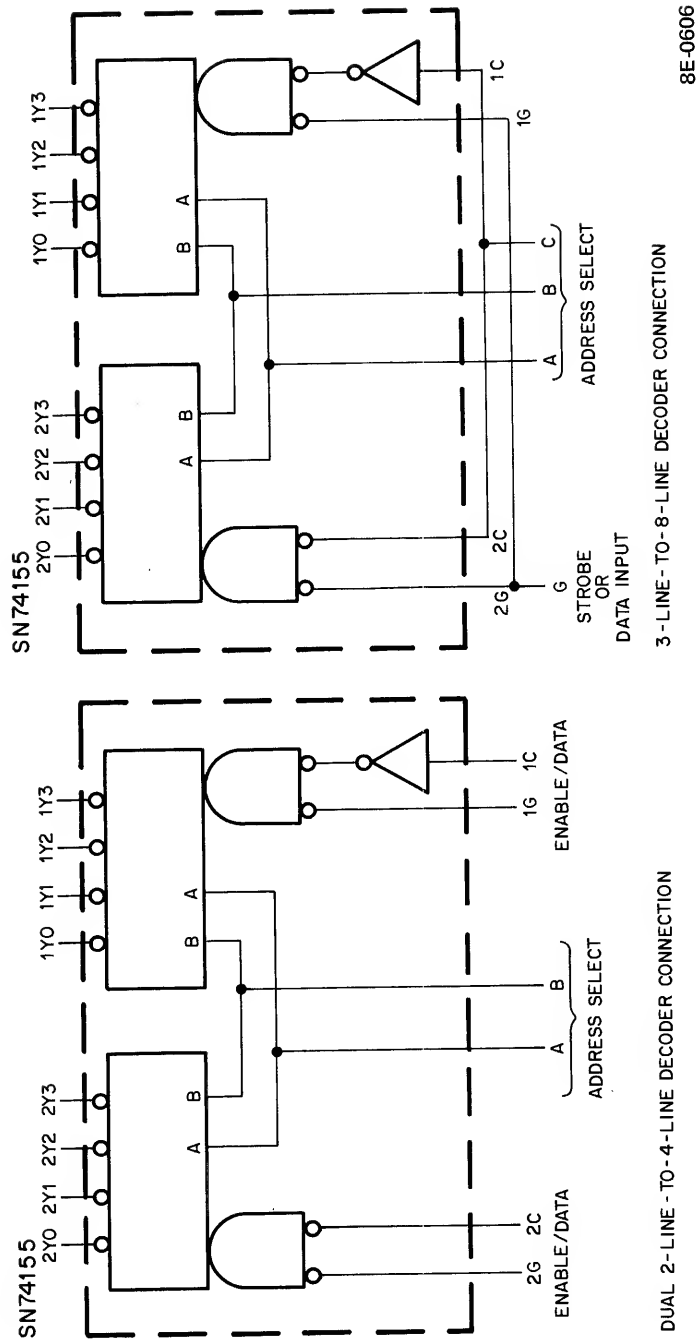 SN74155
2Y0 2Y1 2Y2 2Y3 1Y0 1Y1 1Y2 1Y3
A B B A
2G 2C A B 1G 1C
ENABLE/DATA ADDRESS SELECT ENABLE/DATA
DUAL 2-LINE-TO-4-LINE DECODER CONNECTION
SN74155
2Y0 2Y1 2Y2 2Y3 1Y0 1Y1 1Y2 1Y3
A B B A
2G 2C 1G 1C
G A B C
STROBE
OR
DATA INPUT
ADDRESS SELECT
3-LINE-TO-8-LINE DECODER CONNECTION
8E-0606